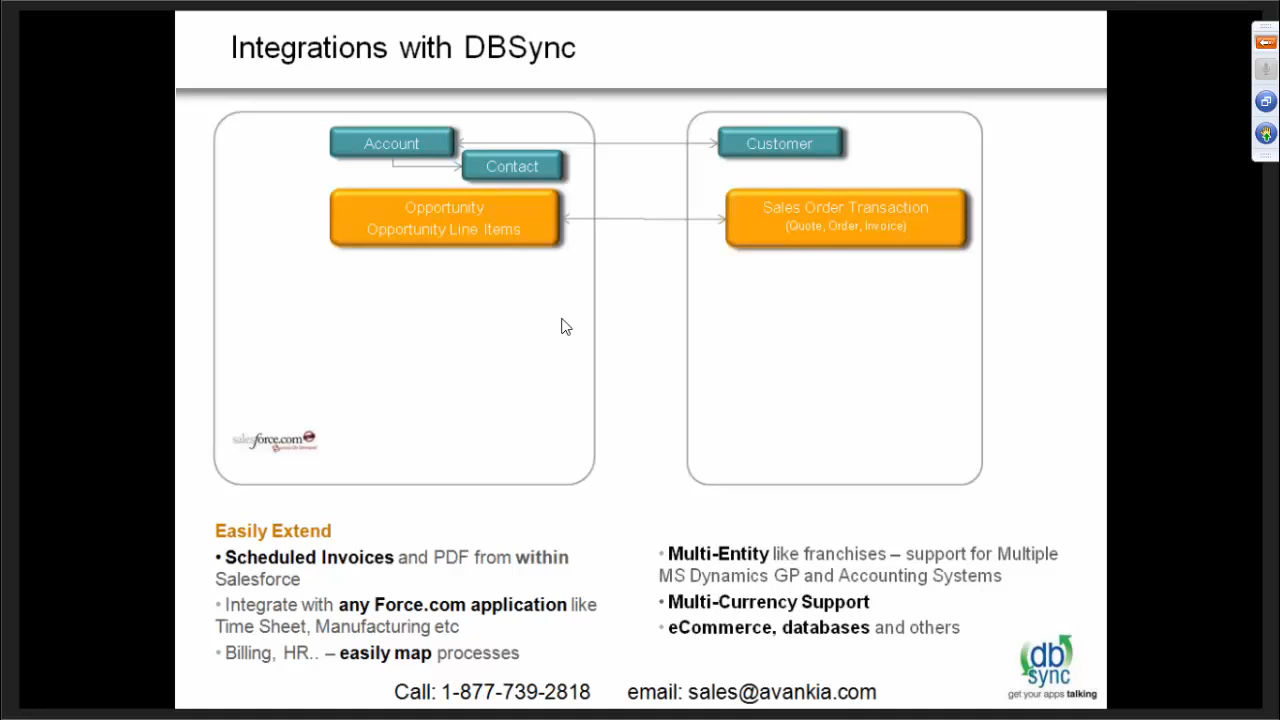 Integrations with DBSync
Account
Customer
Contact
Opportunity
Opportunity Line Items
Sales Order Transaction
(Quote, Order, Invoice)
salesforce.com
Easily Extend
• Scheduled Invoices and PDF from within
Salesforce
• Integrate with any Force.com application like
Time Sheet, Manufacturing etc
• Billing, HR.. – easily map processes
• Multi-Entity like franchises – support for Multiple
MS Dynamics GP and Accounting Systems
• Multi-Currency Support
• eCommerce, databases and others
db
sync
get your apps talking
Call: 1-877-739-2818 email: sales@avankia.com